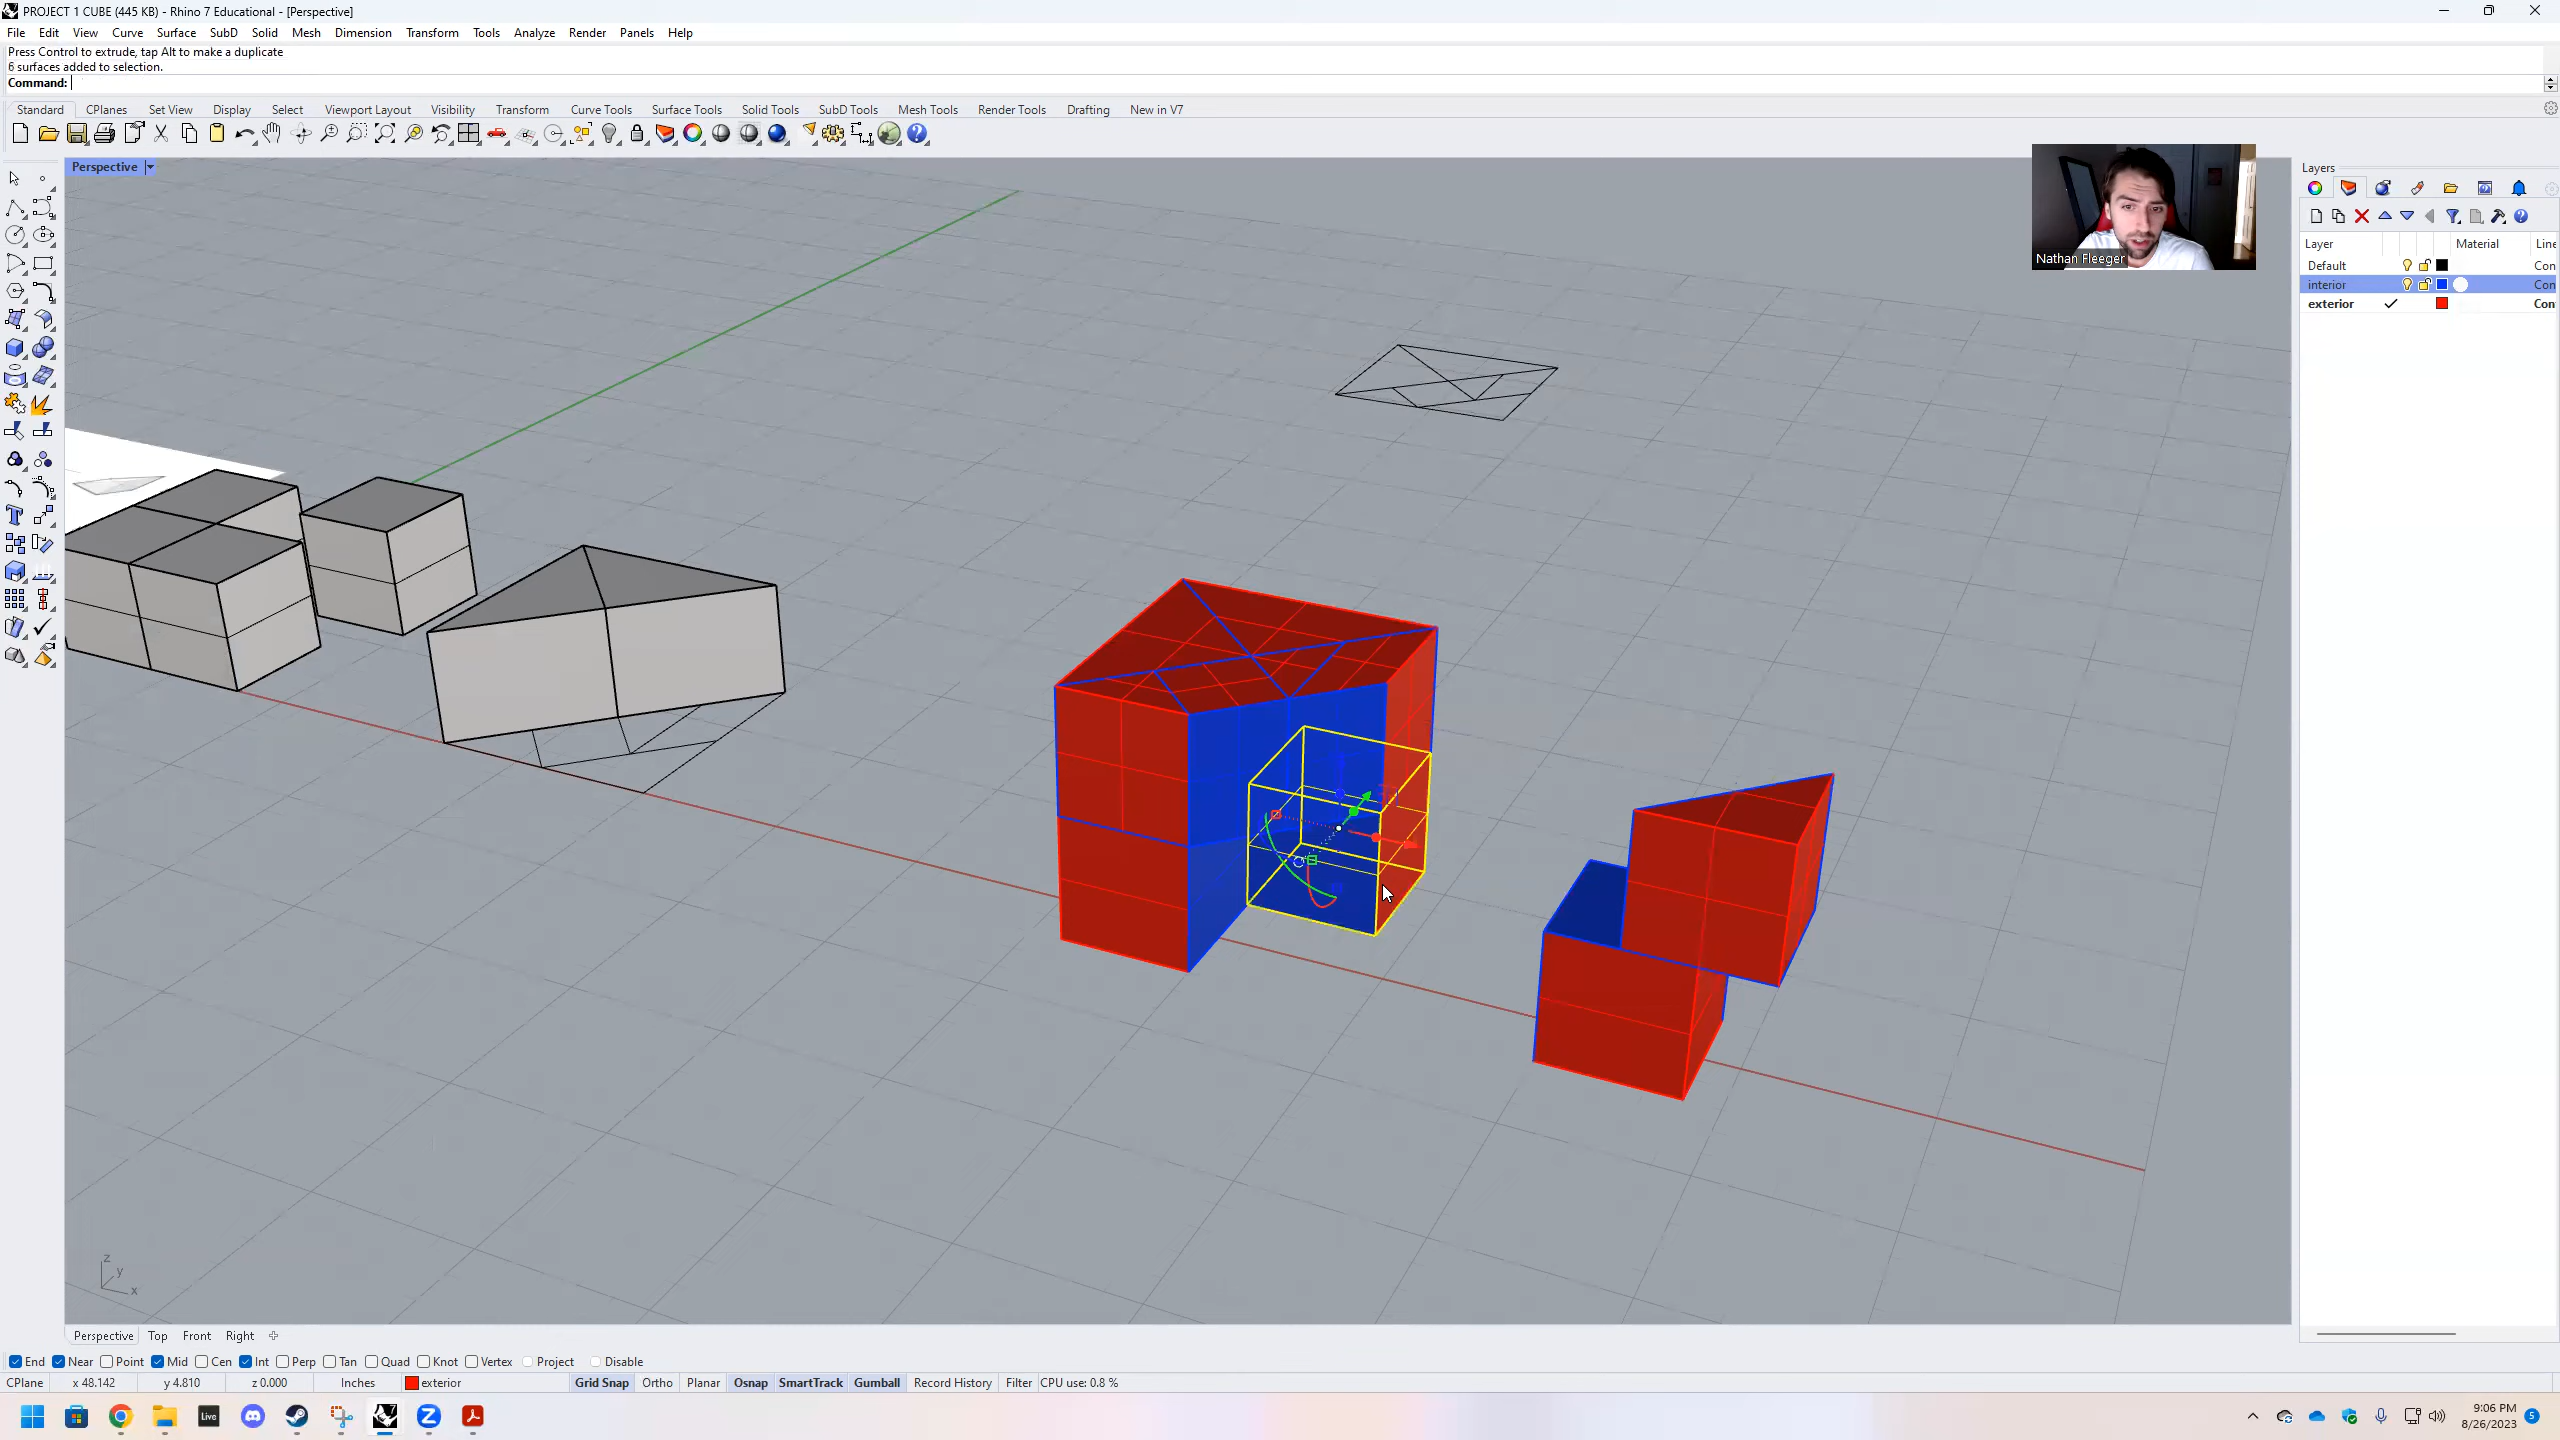 PROJECT 1 CUBE (445 KB) - Rhino 7 Educational - [Perspective]
File Edit View Curve Surface SubD Solid Mesh Dimension Transform Tools Analyze Render Panels Help
Press Control to extrude, tap Alt to make a duplicate
6 surfaces added to selection.
Command:
Standard CPlanes Set View Display Select Viewport Layout Visibility Transform Curve Tools Surface Tools Solid Tools SubD Tools Mesh Tools Render Tools Drafting New in V7
Perspective
Nathan Fleeger
Layers
Layer Material Line
Default Con
interior Con
exterior Con
z
y
x
Perspective Top Front Right
End Near Point Mid Cen Int Perp Tan Quad Knot Vertex Project Disable
CPlane x 48.142 y 4.810 z 0.000 Inches exterior Grid Snap Ortho Planar Osnap SmartTrack Gumball Record History Filter CPU use: 0.8 %
Live
9:06 PM
8/26/2023
5